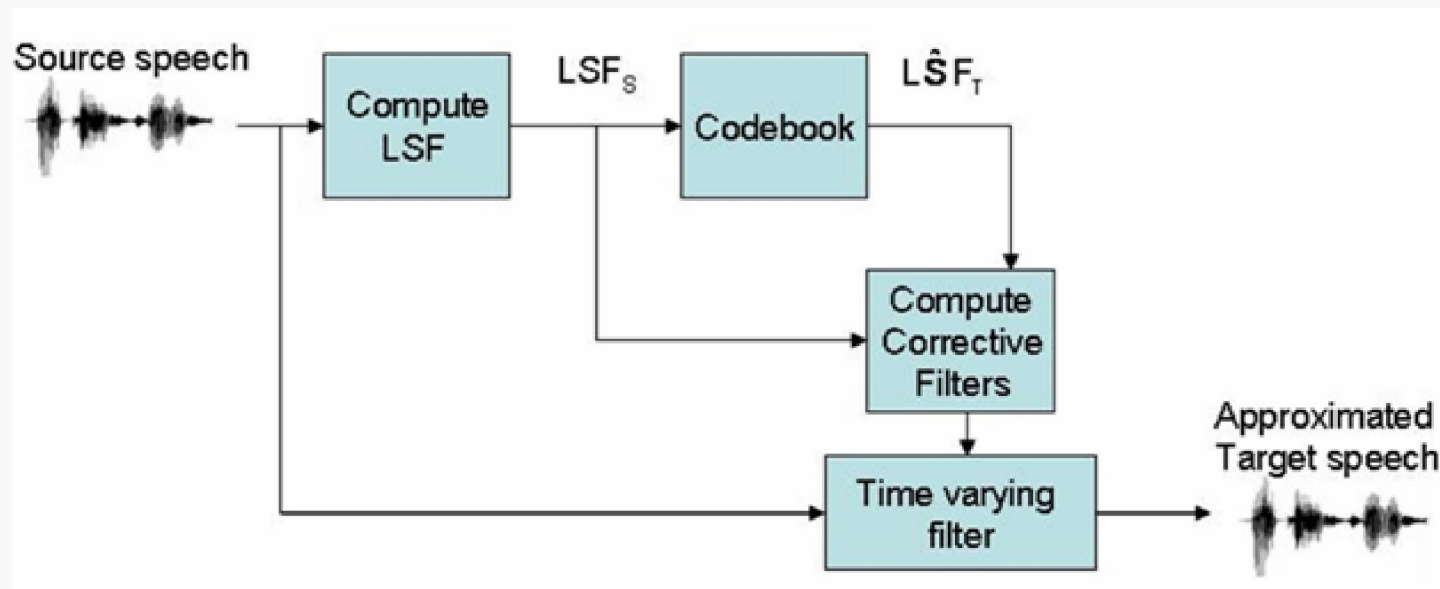 Source speech
Compute
LSF
LSFS
Codebook
LŜFT
Compute
Corrective
Filters
Time varying
filter
Approximated
Target speech